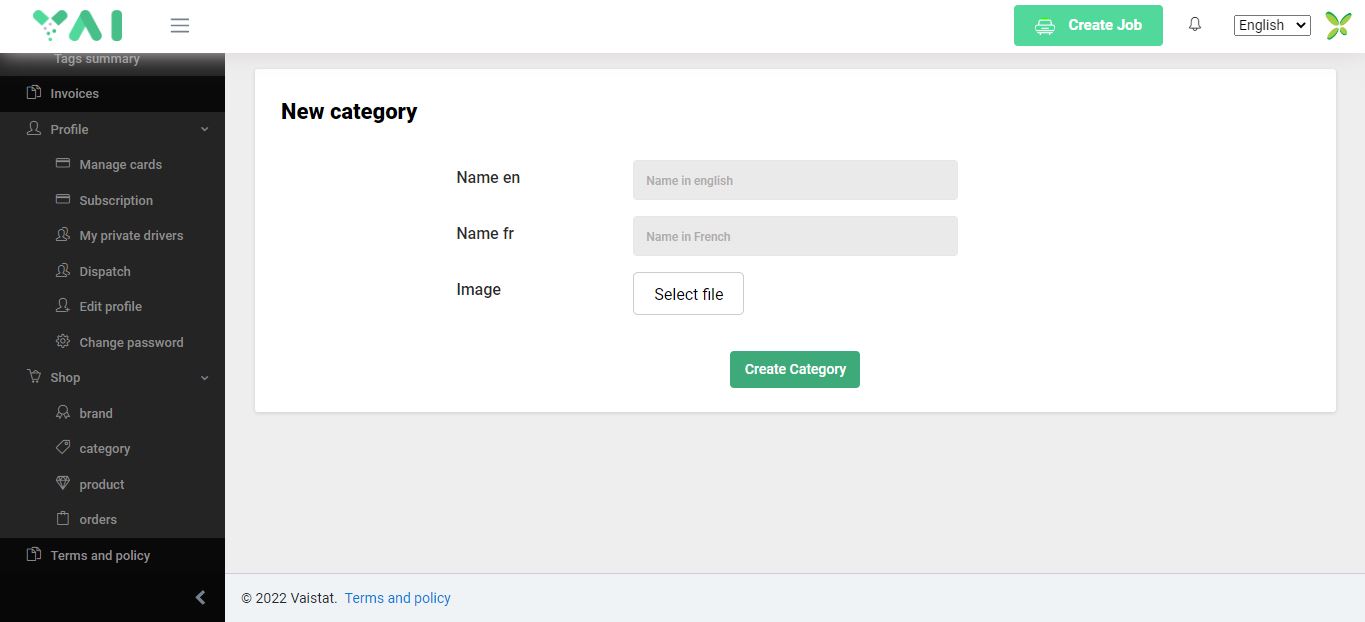 YAI
Create Job
English
Tags summary
Invoices
Profile
Manage cards
Subscription
My private drivers
Dispatch
Edit profile
Change password
Shop
brand
category
product
orders
Terms and policy
New category
Name en
Name in english
Name fr
Name in French
Image
Select file
Create Category
© 2022 Vaistat. Terms and policy